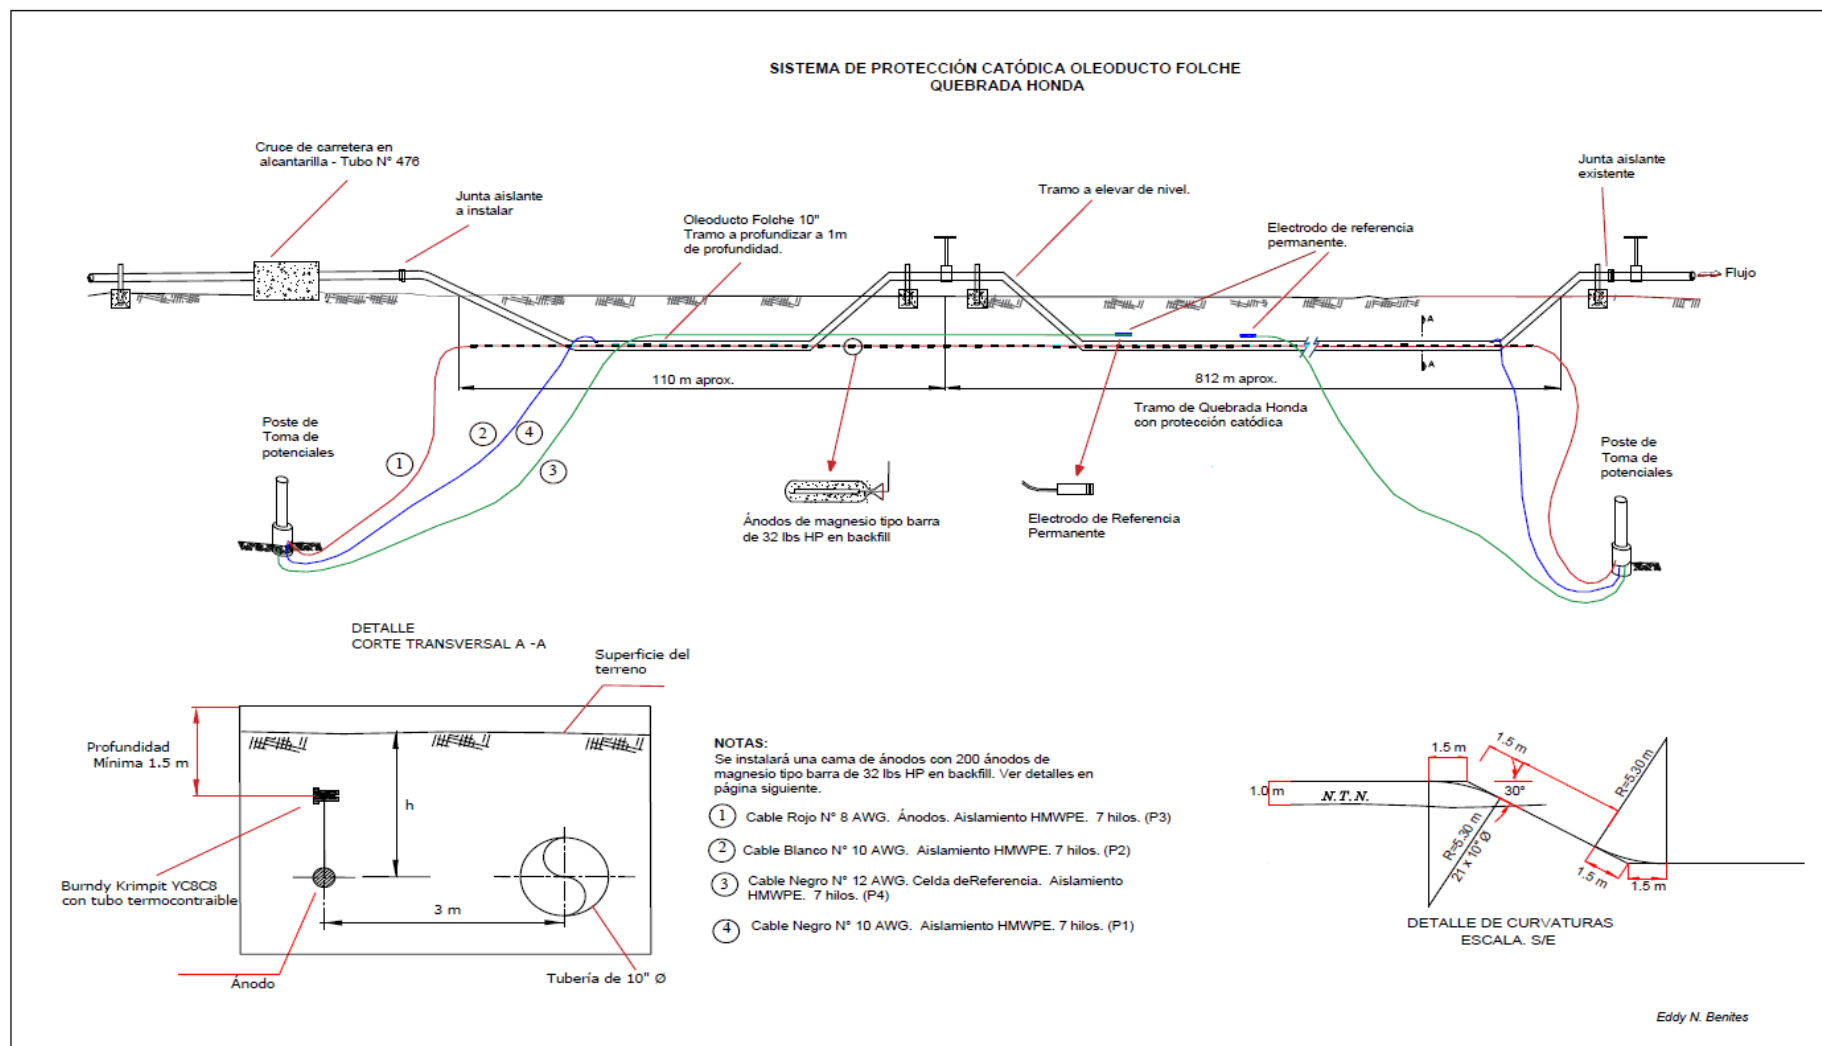 SISTEMA DE PROTECCIÓN CATÓDICA OLEODUCTO FOLCHE
QUEBRADA HONDA
Cruce de carretera en
alcantarilla - Tubo N° 476
Junta aislante
a instalar
Oleoducto Folche 10"
Tramo a profundizar a 1m
de profundidad.
Tramo a elevar de nivel.
Electrodo de referencia
permanente.
Junta aislante
existente
Flujo
A
A
110 m aprox.
812 m aprox.
Tramo de Quebrada Honda
con protección catódica
Poste de
Toma de
potenciales
1
2
4
3
Ánodos de magnesio tipo barra
de 32 lbs HP en backfill
Electrodo de Referencia
Permanente
Poste de
Toma de
potenciales
DETALLE
CORTE TRANSVERSAL A -A
Superficie del
terreno
Profundidad
Mínima 1.5 m
h
Burndy Krimpit YC8C8
con tubo termocontraible
3 m
Ánodo
Tubería de 10" Ø
NOTAS:
Se instalará una cama de ánodos con 200 ánodos de
magnesio tipo barra de 32 lbs HP en backfill. Ver detalles en
página siguiente.
1 Cable Rojo N° 8 AWG. Ánodos. Aislamiento HMWPE. 7 hilos. (P3)
2 Cable Blanco N° 10 AWG. Aislamiento HMWPE. 7 hilos. (P2)
3 Cable Negro N° 12 AWG. Celda deReferencia. Aislamiento
HMWPE. 7 hilos. (P4)
4 Cable Negro N° 10 AWG. Aislamiento HMWPE. 7 hilos. (P1)
1.5 m
1.5 m
1.0 m
N.T.N.
30°
R=5.30 m
R=5.30 m
21 x 10" Ø
1.5 m
1.5 m
DETALLE DE CURVATURAS
ESCALA. S/E
Eddy N. Benites